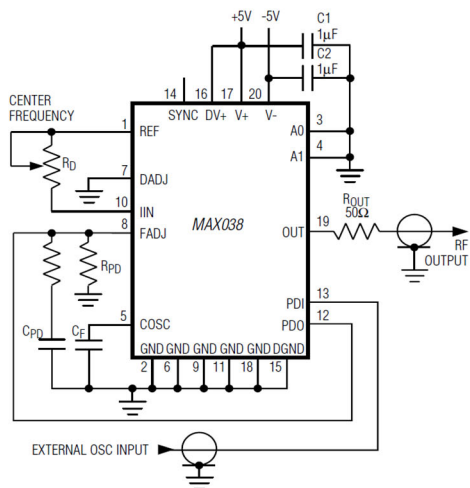 +5V -5V
C1
1µF
C2
1µF
14 16 17 20
SYNC DV+ V+ V-
CENTER
FREQUENCY
1 REF
A0 3
A1 4
RD
7 DADJ
10 IIN
MAX038
8 FADJ
OUT 19
ROUT
50Ω
RF
OUTPUT
RPD
PDI 13
PDO 12
5 COSC
CPD CF
GND GND GND GND GND DGND
2 6 9 11 18 15
EXTERNAL OSC INPUT